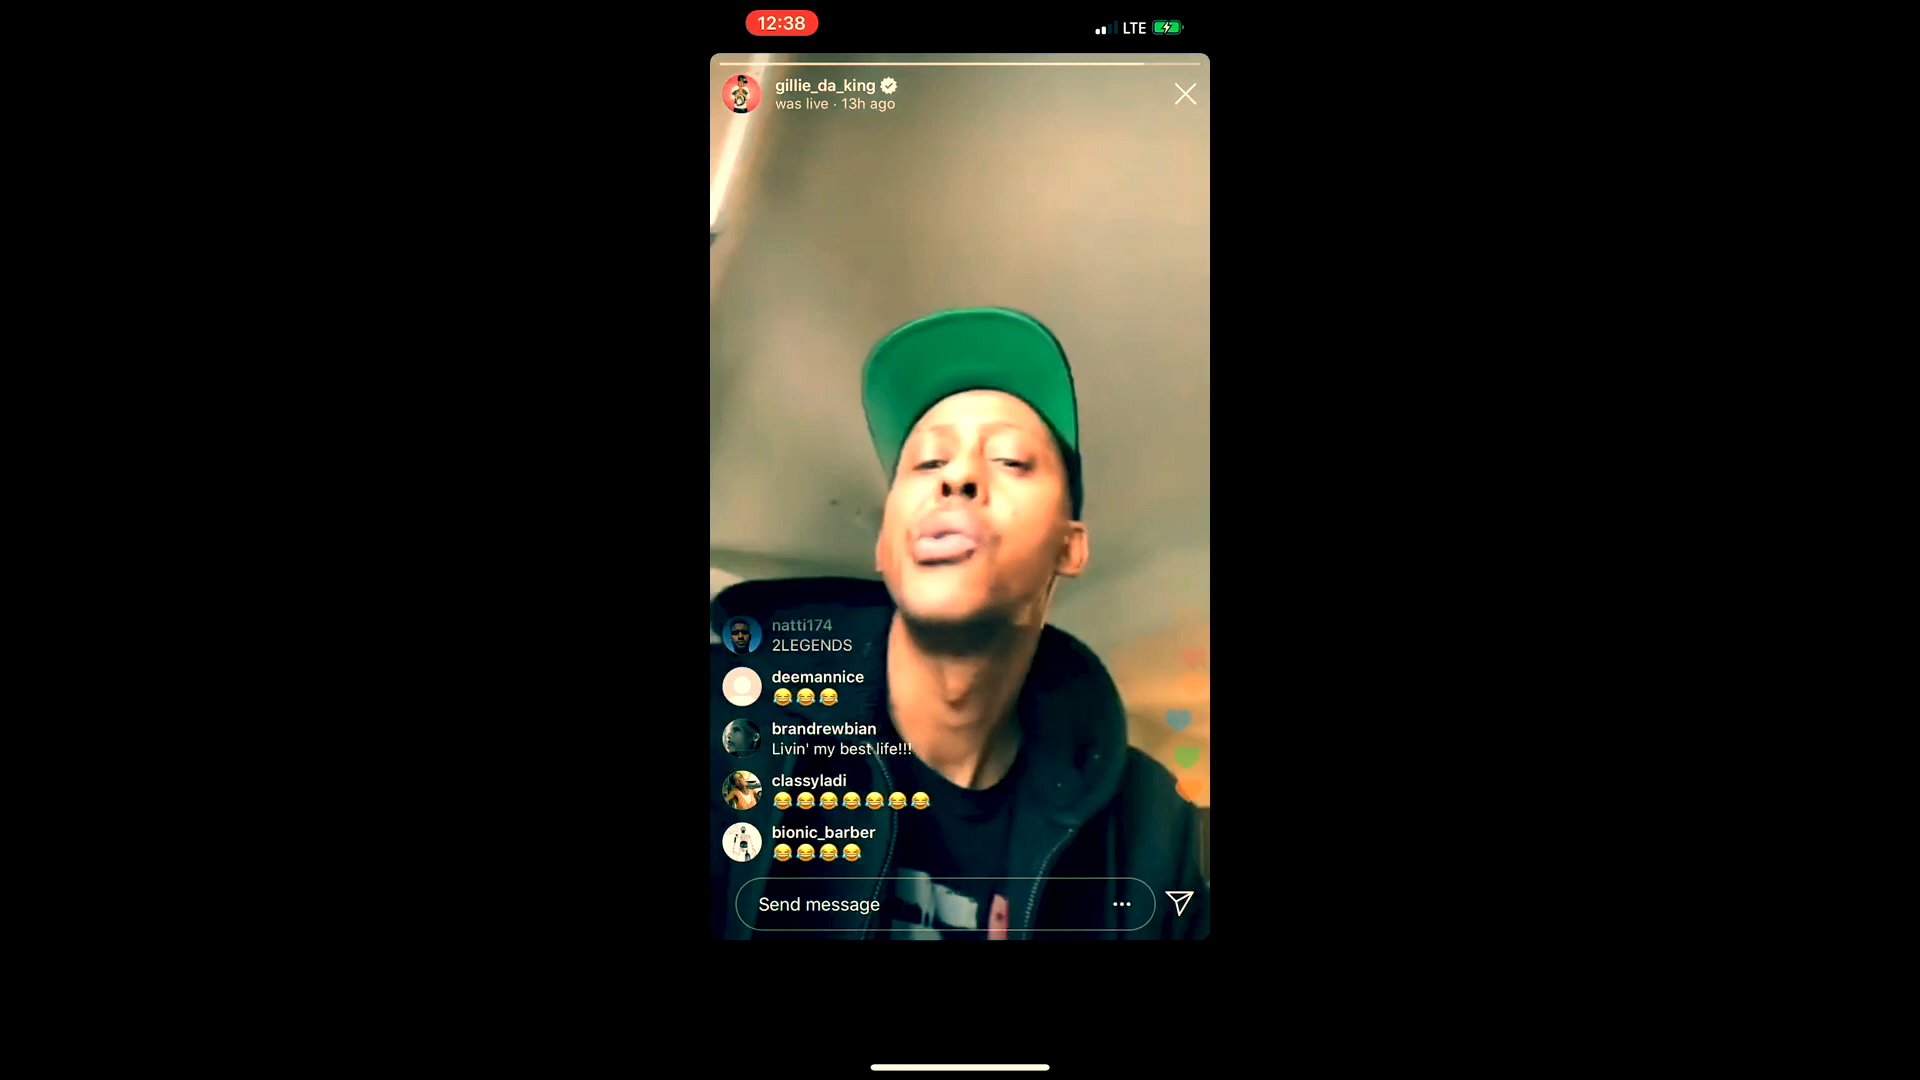 12:38
LTE
gillie_da_king
was live · 13h ago
natti174
2LEGENDS
deemannice
😂😂😂
brandrewbian
Livin' my best life!!!
classyladi
😂😂😂😂😂😂😂
bionic_barber
😂😂😂😂
Send message